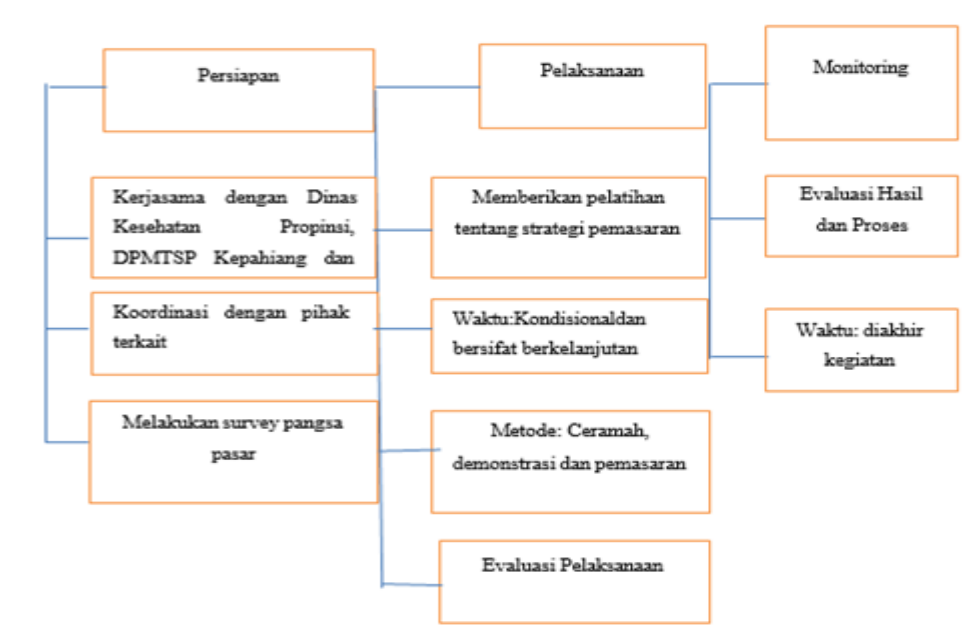 Persiapan
Kerjasama dengan Dinas
Kesehatan Propinsi,
DPMTSP Kepahiang dan
Koordinasi dengan pihak
terkait
Melakukan survey pangsa
pasar
Pelaksanaan
Memberikan pelatihan
tentang strategi pemasaran
Waktu:Kondisionaldan
bersifat berkelanjutan
Metode: Ceramah,
demonstrasi dan pemasaran
Evaluasi Pelaksanaan
Monitoring
Evaluasi Hasil
dan Proses
Waktu: diakhir
kegiatan